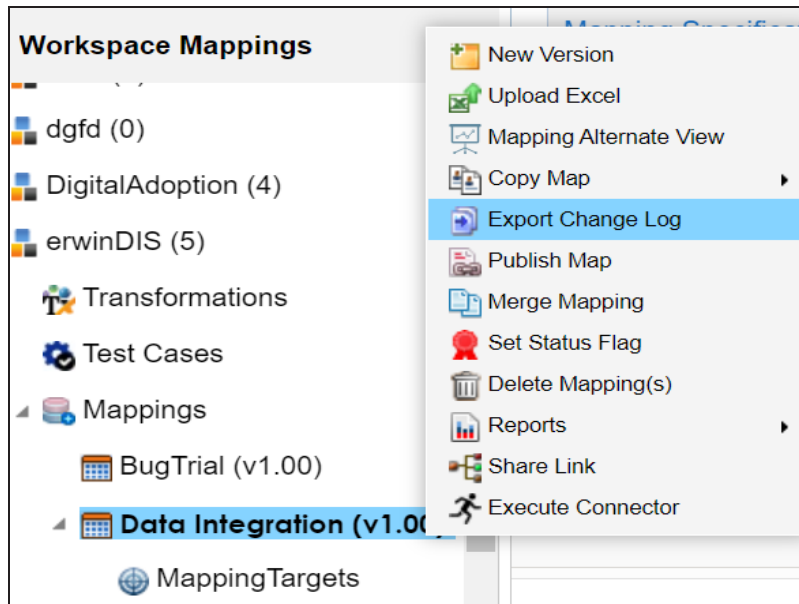 Workspace Mappings
dgfd (0)
DigitalAdoption (4)
erwinDIS (5)
Transformations
Test Cases
Mappings
BugTrial (v1.00)
Data Integration (v1.00)
MappingTargets
Mapping
New Version
Upload Excel
Mapping Alternate View
Copy Map
Export Change Log
Publish Map
Merge Mapping
Set Status Flag
Delete Mapping(s)
Reports
Share Link
Execute Connector